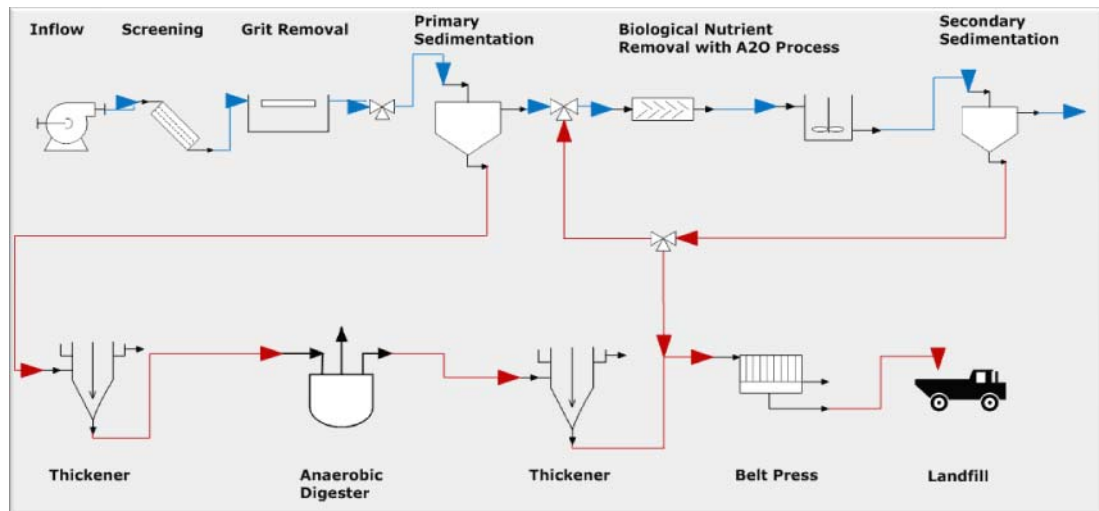 Inflow
Screening
Grit Removal
Primary
Sedimentation
Biological Nutrient
Removal with A2O Process
Secondary
Sedimentation
Thickener
Anaerobic
Digester
Thickener
Belt Press
Landfill